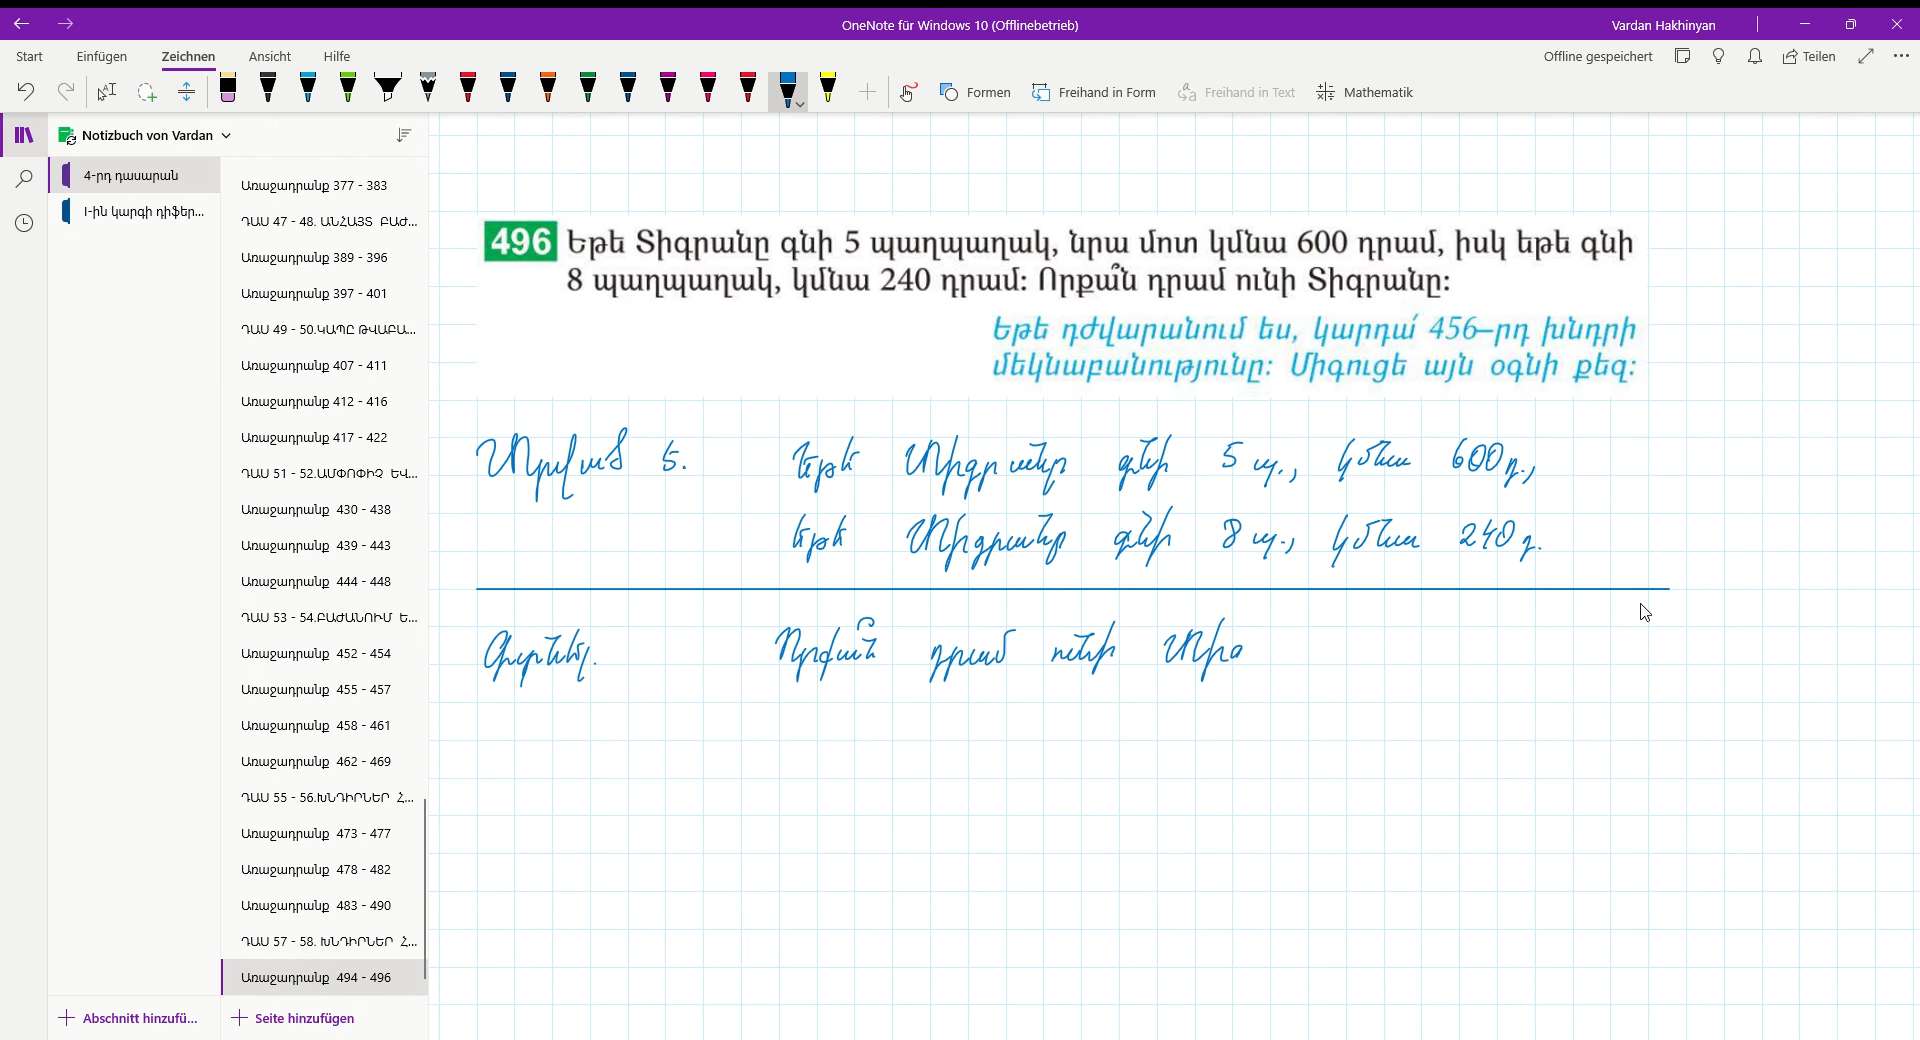 OneNote für Windows 10 (Offlinebetrieb)
Vardan Hakhinyan
Start Einfügen Zeichnen Ansicht Hilfe
Offline gespeichert Teilen
Formen Freihand in Form Freihand in Text Mathematik
Notizbuch von Vardan
4-րդ դասարան
I-ին կարգի դիֆեր...
Առաջադրանք 377 - 383
ԴԱՍ 47 - 48. ԱՆՀԱՅՏ ԲԱԺ...
Առաջադրանք 389 - 396
Առաջադրանք 397 - 401
ԴԱՍ 49 - 50.ԿԱՊԸ ԹՎԱԲԱ...
Առաջադրանք 407 - 411
Առաջադրանք 412 - 416
Առաջադրանք 417 - 422
ԴԱՍ 51 - 52.ԱՄՓՈՓԻՉ ԵՎ...
Առաջադրանք 430 - 438
Առաջադրանք 439 - 443
Առաջադրանք 444 - 448
ԴԱՍ 53 - 54.ԲԱԺԱՆՈՒՄ Ե...
Առաջադրանք 452 - 454
Առաջադրանք 455 - 457
Առաջադրանք 458 - 461
Առաջադրանք 462 - 469
ԴԱՍ 55 - 56.ԽՆԴԻՐՆԵՐ Հ...
Առաջադրանք 473 - 477
Առաջադրանք 478 - 482
Առաջադրանք 483 - 490
ԴԱՍ 57 - 58. ԽՆԴԻՐՆԵՐ Հ...
Առաջադրանք 494 - 496
Abschnitt hinzufü...
Seite hinzufügen
496 Եթե Տիգրանը գնի 5 պաղպաղակ, նրա մոտ կմնա 600 դրամ, իսկ եթե գնի
8 պաղպաղակ, կմնա 240 դրամ: Որքա՞ն դրամ ունի Տիգրանը:
Եթե դժվարանում ես, կարդա՛ 456–րդ խնդրի
մեկնաբանությունը: Միգուցե այն օգնի քեզ:
Տրված է. եթե Տիգրանը գնի 5 պ., կմնա 600դ.,
եթե Տիգրանը գնի 8 պ., կմնա 240դ.
Գտնել. Որքա՞ն դրամ ունի Տիգ